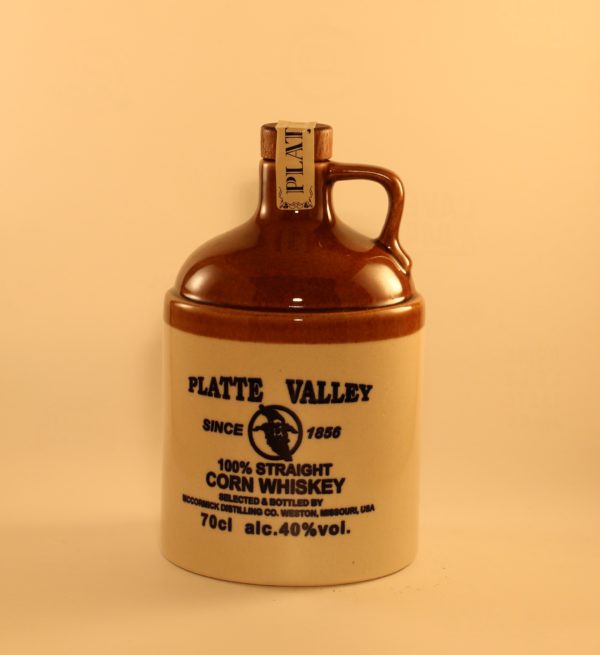 PLAT
PLATTE VALLEY
SINCE 1856
100% STRAIGHT
CORN WHISKEY
SELECTED & BOTTLED BY
MCCORMICK DISTILLING CO. WESTON, MISSOURI, USA
70cl alc.40%vol.